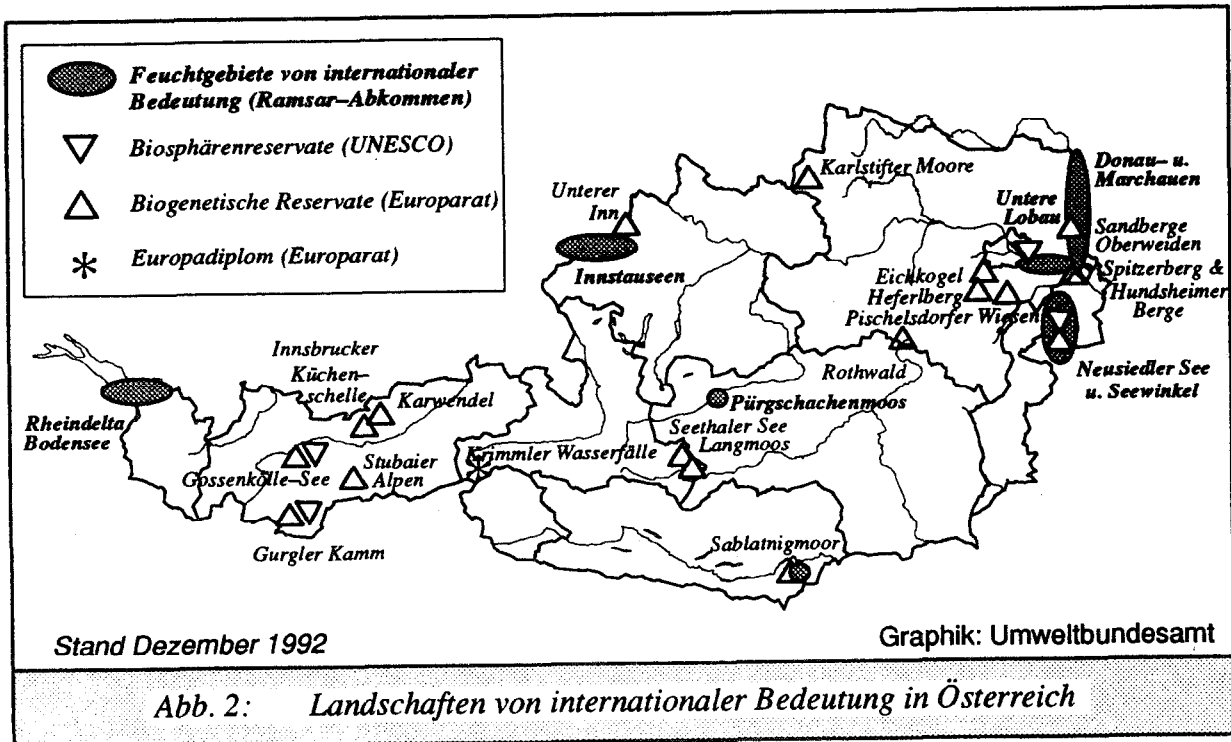 Feuchtgebiete von internationaler
Bedeutung (Ramsar–Abkommen)
Biosphärenreservate (UNESCO)
Biogenetische Reservate (Europarat)
Europadiplom (Europarat)
Karlstifter Moore
Donau– u.
Marchauen
Unterer
Inn
Untere
Lobau
Sandberge
Oberweiden
Innstauseen
Eichkogel
Heferlberg
Pischelsdorfer Wiesen
Spitzerberg &
Hundsheimer
Berge
Innsbrucker
Küchen–
schelle
Karwendel
Rothwald
Neusiedler See
u. Seewinkel
Rheindelta
Bodensee
Pürgschachenmoos
Seethaler See
Langmoos
Krimmler Wasserfälle
Stubaier
Alpen
Gossenkölle–See
Gurgler Kamm
Sablatnigmoor
Stand Dezember 1992
Graphik: Umweltbundesamt
Abb. 2: Landschaften von internationaler Bedeutung in Österreich